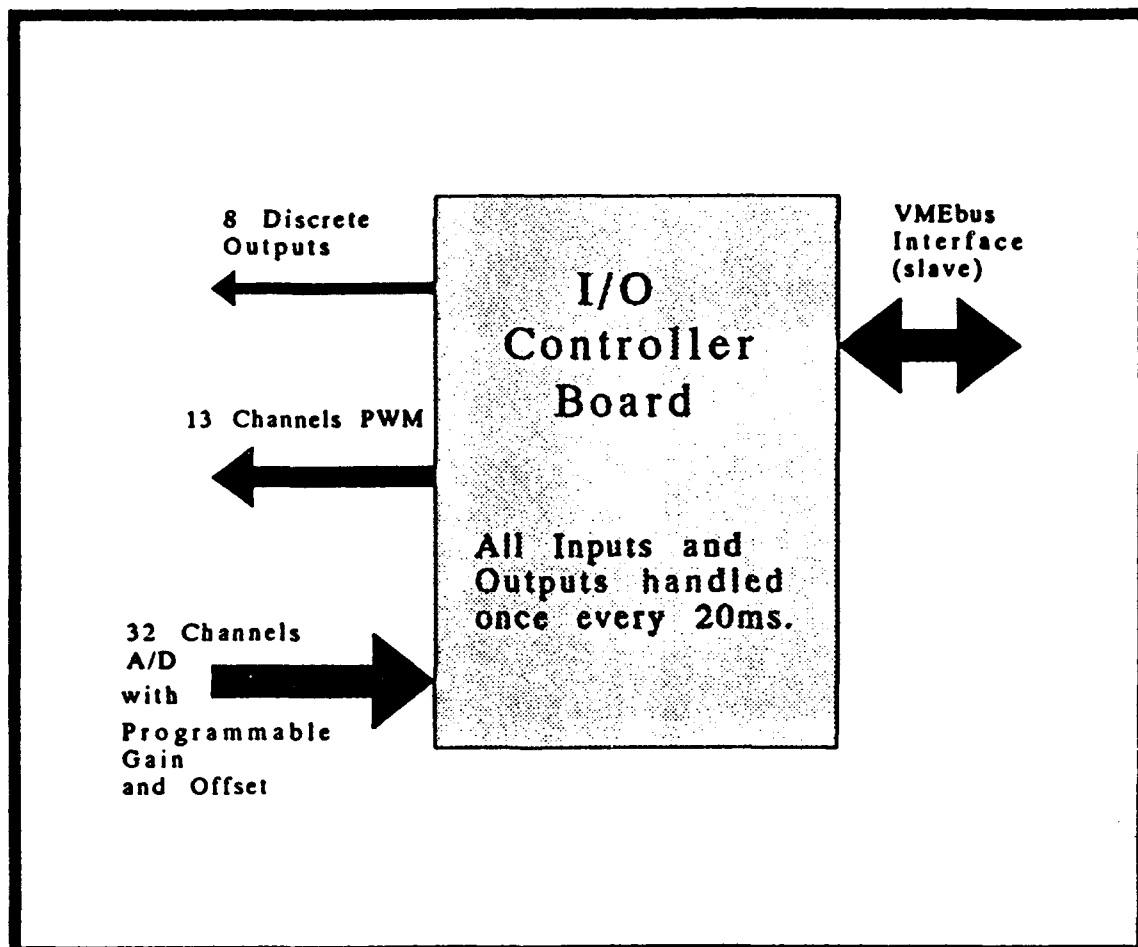 8 Discrete
Outputs
13 Channels PWM
32 Channels
A/D
with
Programmable
Gain
and Offset
I/O
Controller
Board
All Inputs and
Outputs handled
once every 20ms.
VMEbus
Interface
(slave)